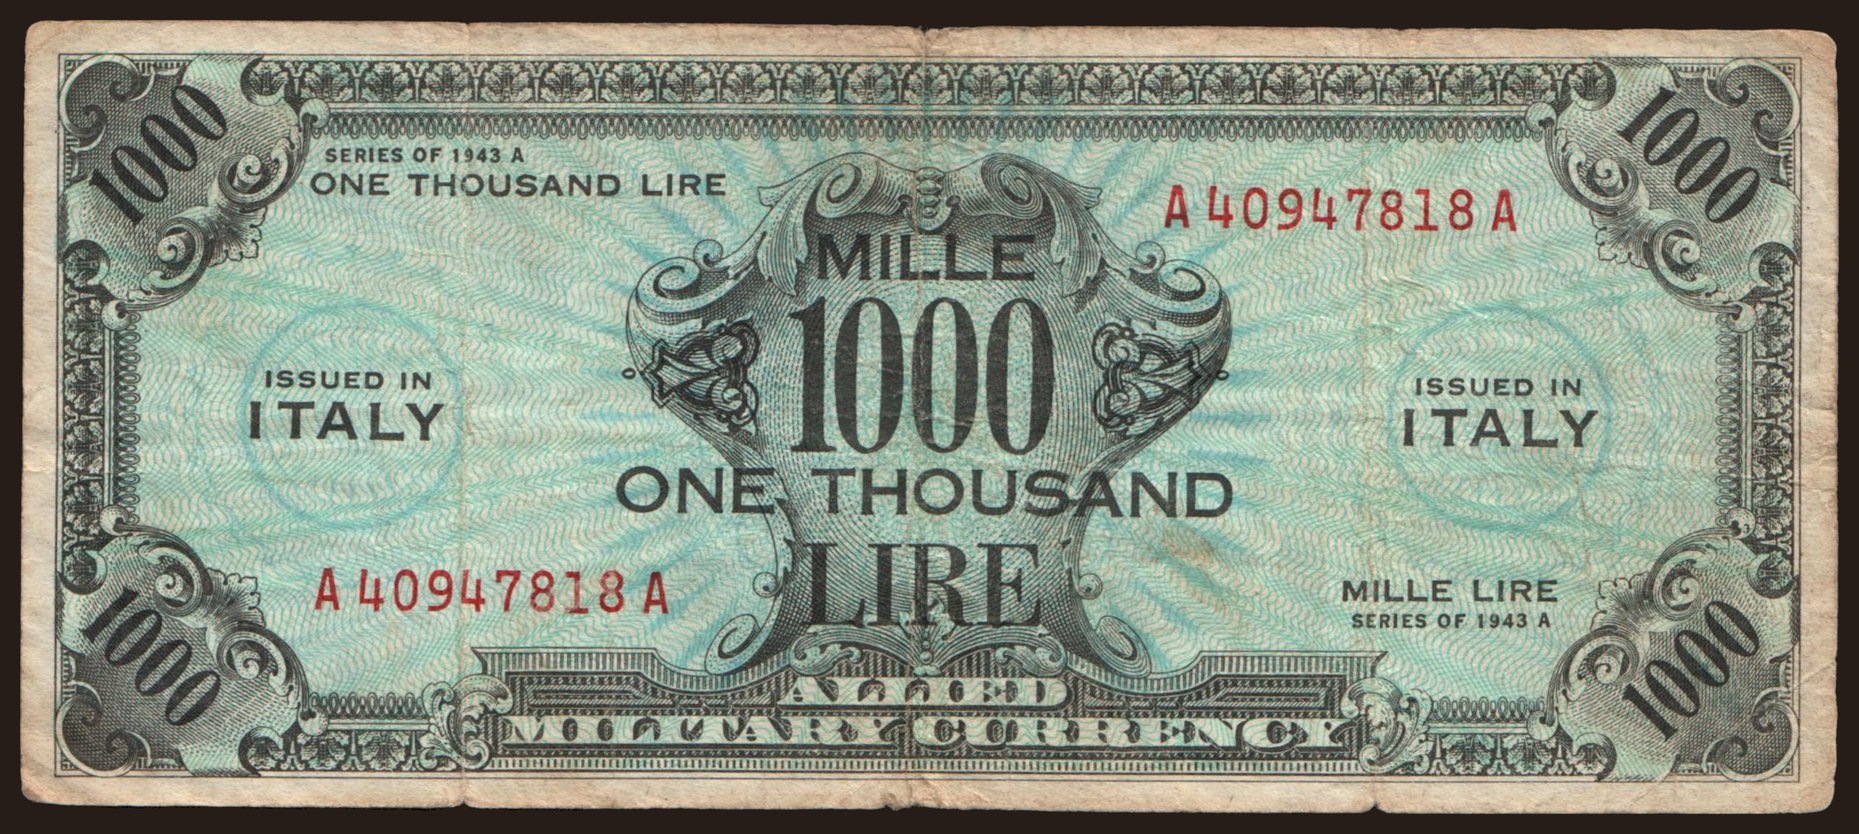 1000
1000
SERIES OF 1943 A
ONE THOUSAND LIRE
A 40947818 A
MILLE
1000
ISSUED IN
ITALY
ISSUED IN
ITALY
ONE THOUSAND
LIRE
A 40947818 A
MILLE LIRE
SERIES OF 1943 A
1000
1000
ALLIED
MILITARY CURRENCY